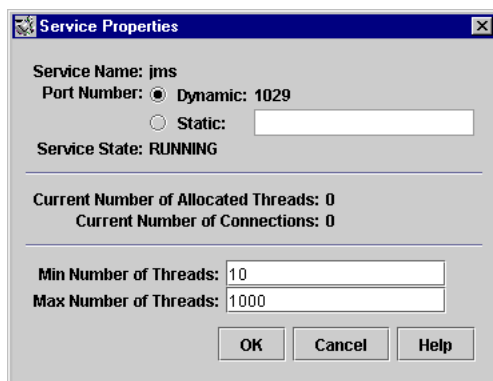 Service Properties
Service Name: jms
Port Number: Dynamic: 1029
Static:
Service State: RUNNING
Current Number of Allocated Threads: 0
Current Number of Connections: 0
Min Number of Threads: 10
Max Number of Threads: 1000
OK Cancel Help